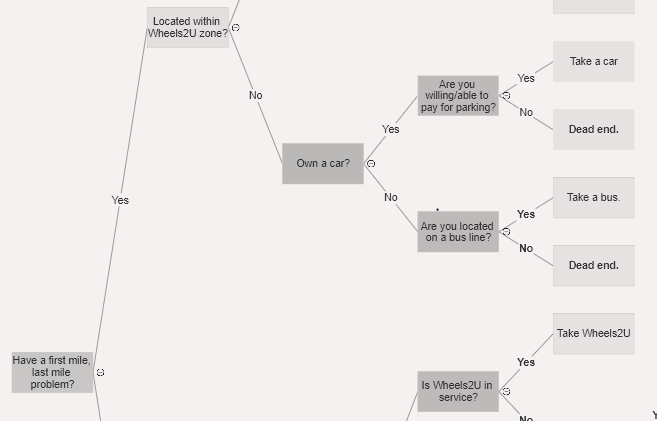 Located within
Wheels2U zone?
Take a car
Are you
willing/able to
pay for parking?
Yes
No
No
Dead end.
Yes
Own a car?
No
Take a bus.
Yes
Are you located
on a bus line?
Yes
No
Dead end.
Take Wheels2U
Have a first mile,
last mile
problem?
Yes
Is Wheels2U in
service?
No
Y